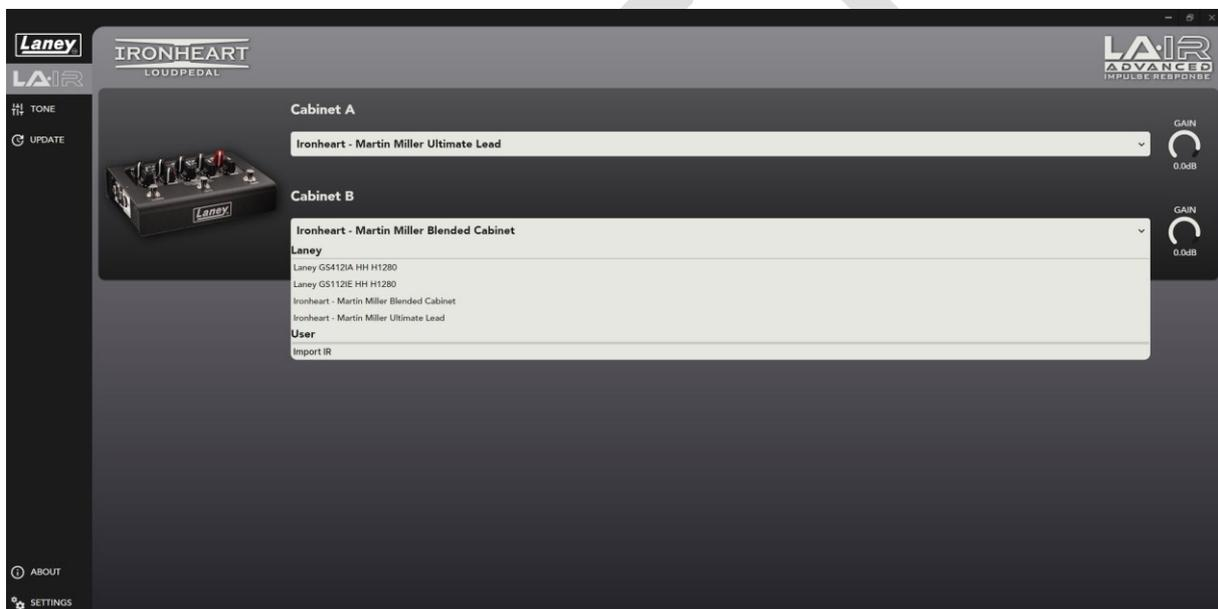 Laney
IRONHEART
LOUDPEDAL
LA·IR
ADVANCED
IMPULSE RESPONSE
LA·IR
TONE
UPDATE
Cabinet A
Ironheart - Martin Miller Ultimate Lead
GAIN
0.0dB
Laney
Cabinet B
Ironheart - Martin Miller Blended Cabinet
GAIN
0.0dB
Laney
Laney GS412IA HH H1280
Laney GS112IE HH H1280
Ironheart - Martin Miller Blended Cabinet
Ironheart - Martin Miller Ultimate Lead
User
Import IR
ABOUT
SETTINGS